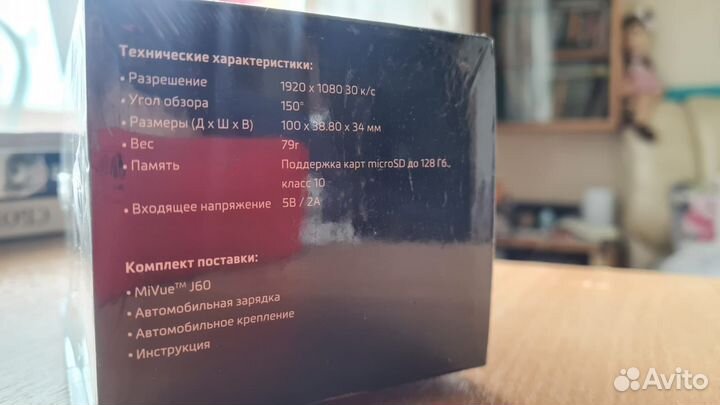 Технические характеристики:
• Разрешение 1920 x 1080 30 к/с
• Угол обзора 150°
• Размеры (Д x Ш x В) 100 x 38.80 x 34 мм
• Вес 79г
• Память Поддержка карт microSD до 128 Гб.,
класс 10
• Входящее напряжение 5В / 2А
Комплект поставки:
• MiVue™ J60
• Автомобильная зарядка
• Автомобильное крепление
• Инструкция
Avito